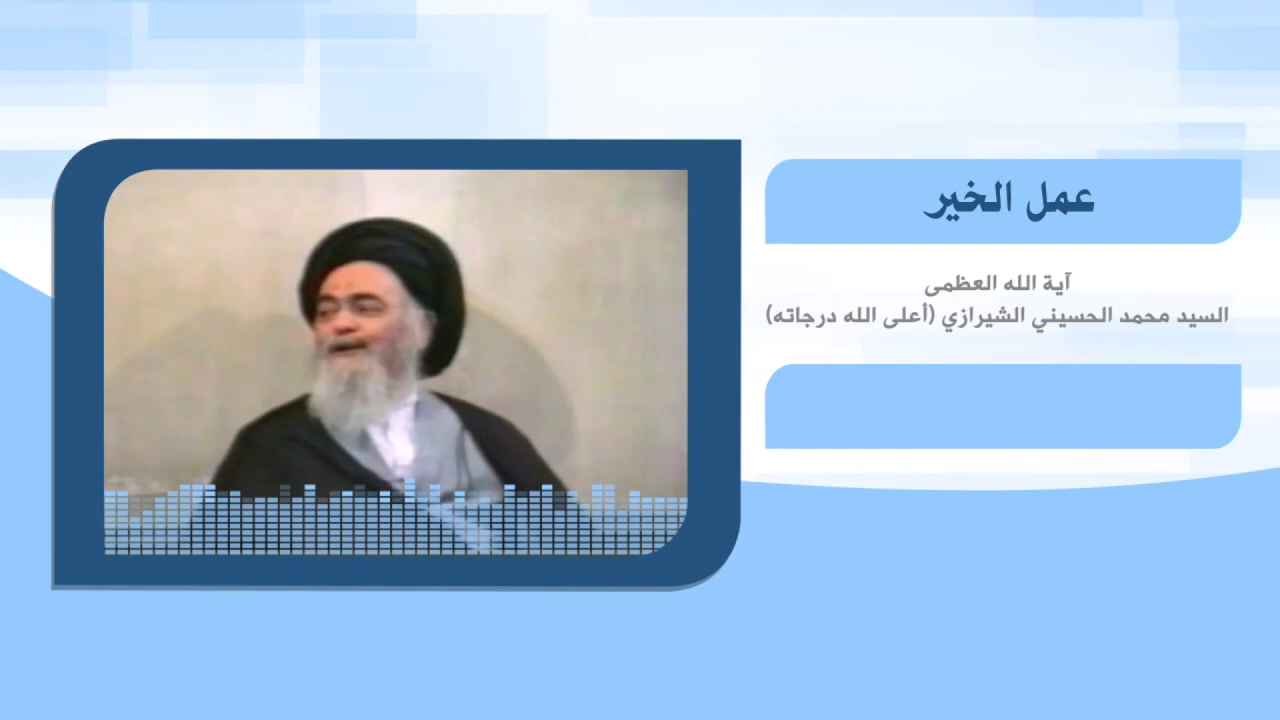 عمل الخير
آية الله العظمى
السيد محمد الحسيني الشيرازي (أعلى الله درجاته)